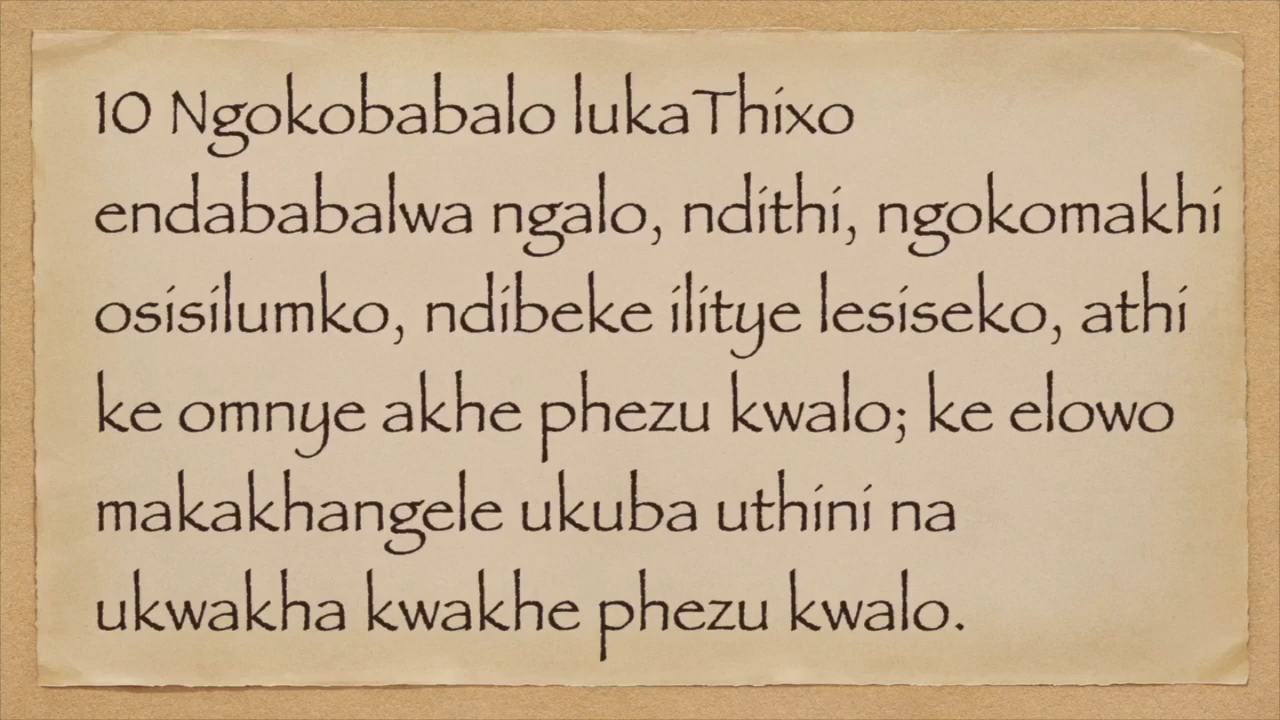 10 Ngokobabalo lukaThixo
endababalwa ngalo, ndithi, ngokomakhi
osisilumko, ndibeke ilitye lesiseko, athi
ke omnye akhe phezu kwalo; ke elowo
makakhangele ukuba uthini na
ukwakha kwakhe phezu kwalo.